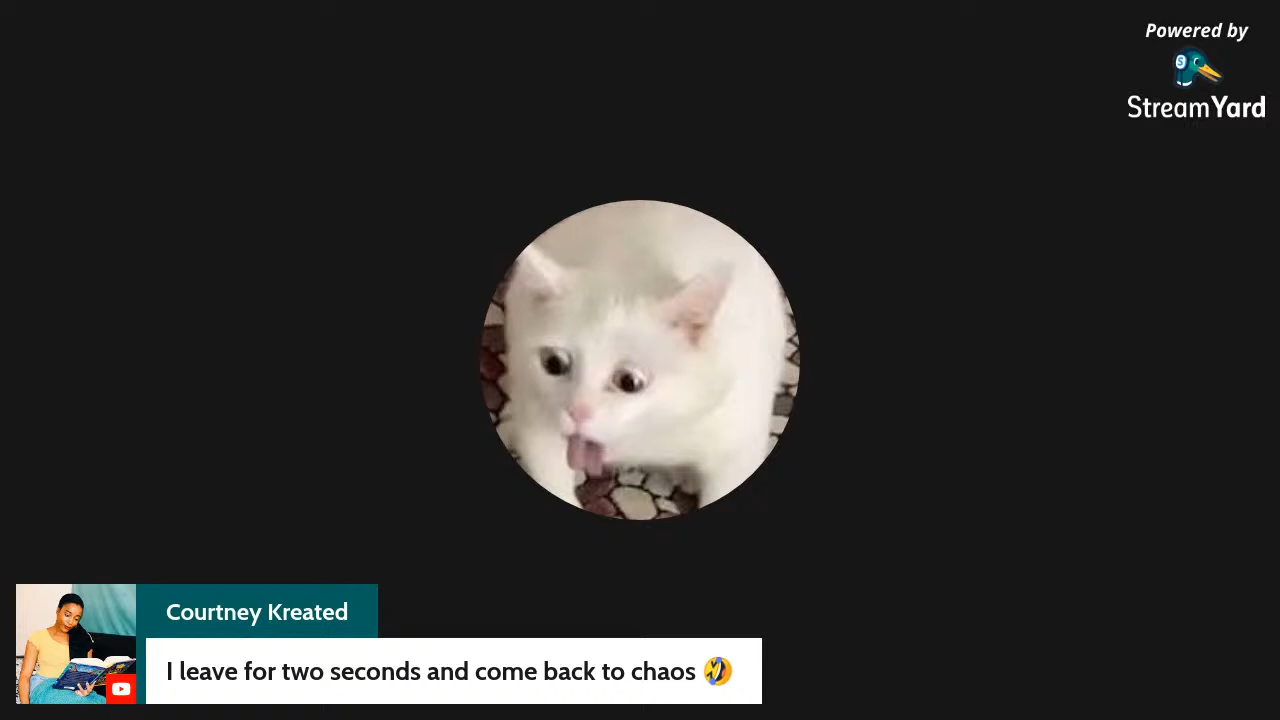 Powered by
StreamYard
Courtney Kreated
I leave for two seconds and come back to chaos 🤣